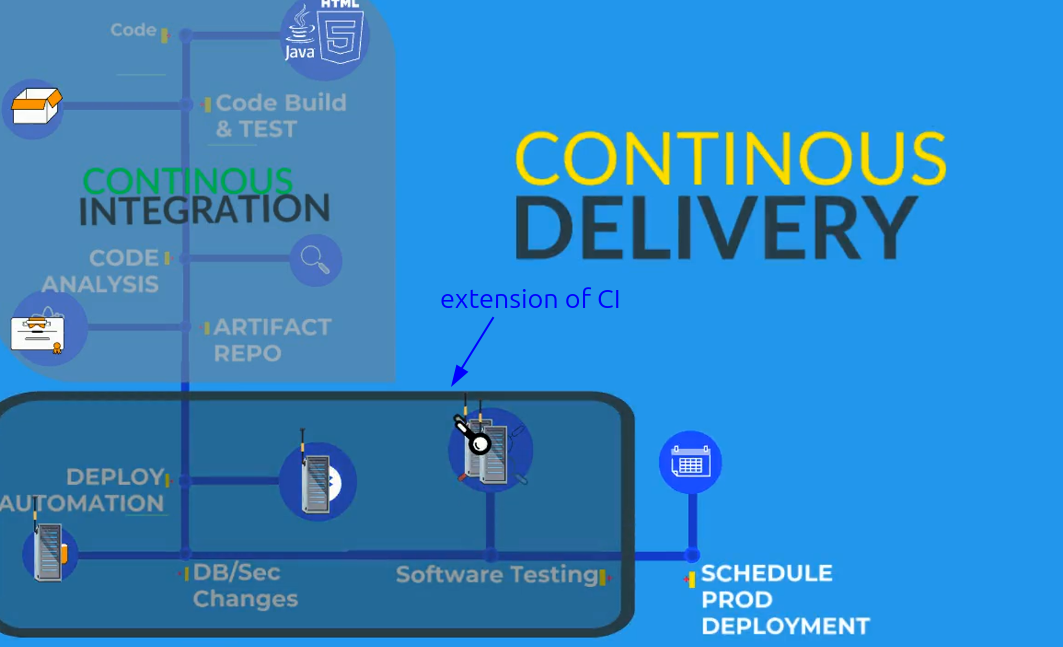 HTML
Java
5
Code
Code Build
& TEST
CONTINOUS
INTEGRATION
CODE
ANALYSIS
ARTIFACT
REPO
CONTINOUS
DELIVERY
extension of CI
DEPLOY
AUTOMATION
DB/Sec
Changes
Software Testing
SCHEDULE
PROD
DEPLOYMENT